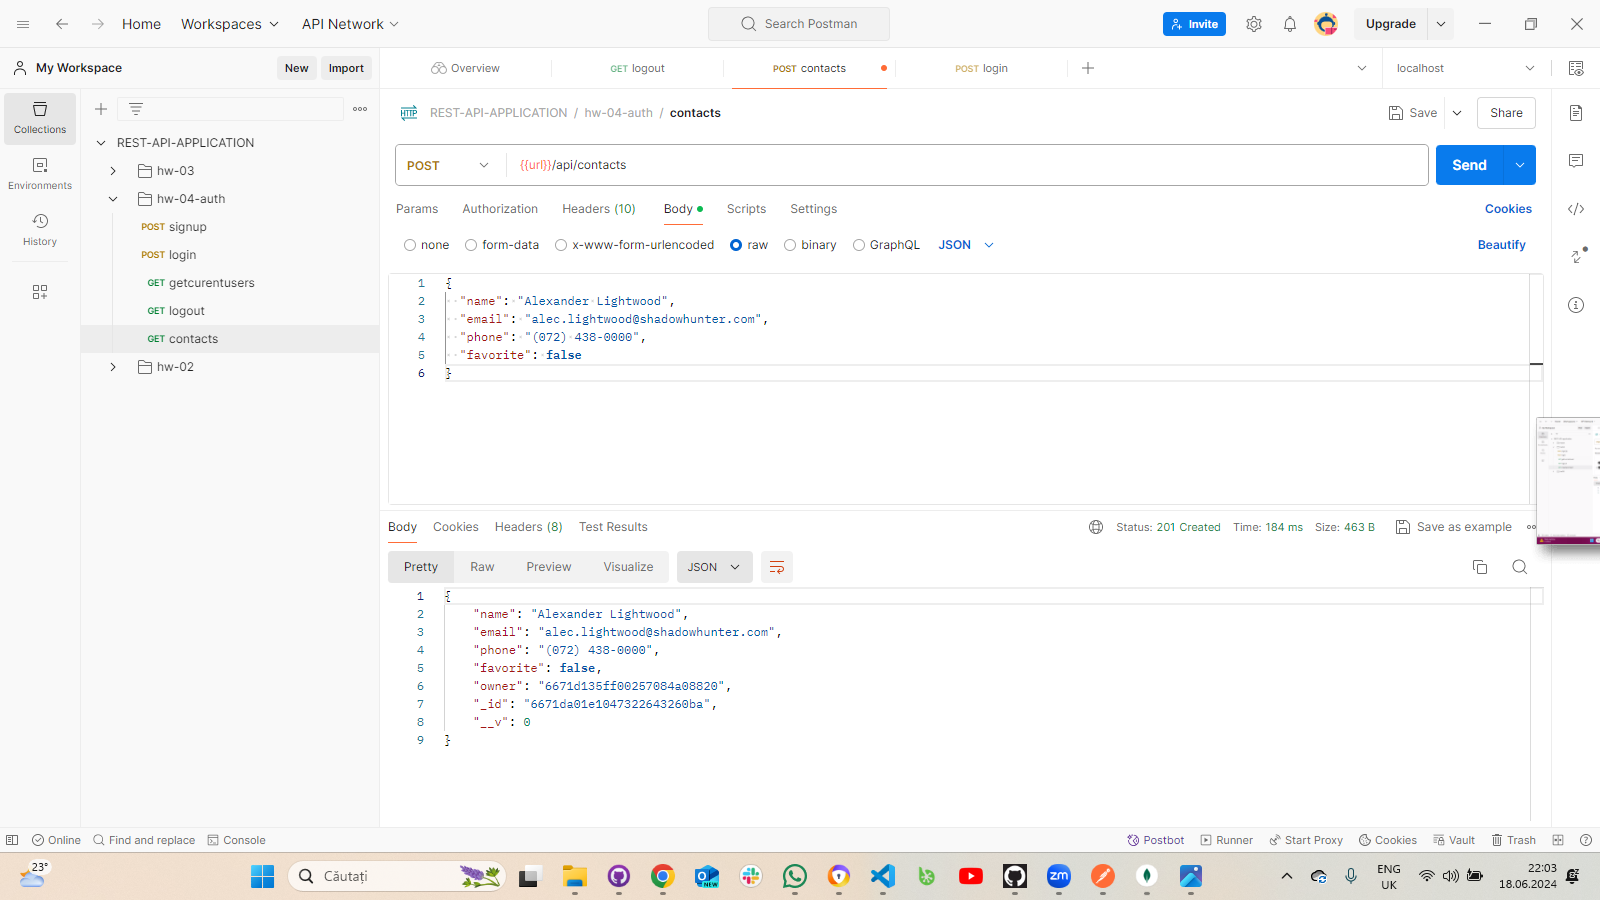 Home Workspaces API Network Search Postman Invite Upgrade
My Workspace New Import Overview GET logout POST contacts POST login localhost
Collections
Environments
History
REST-API-APPLICATION
hw-03
hw-04-auth
POST signup
POST login
GET getcurentusers
GET logout
GET contacts
hw-02
HTTP REST-API-APPLICATION / hw-04-auth / contacts Save Share
POST {{url}}/api/contacts Send
Params Authorization Headers (10) Body Scripts Settings Cookies
none form-data x-www-form-urlencoded raw binary GraphQL JSON Beautify
1 {
2 "name": "Alexander Lightwood",
3 "email": "alec.lightwood@shadowhunter.com",
4 "phone": "(072) 438-0000",
5 "favorite": false
6 }
Body Cookies Headers (8) Test Results Status: 201 Created Time: 184 ms Size: 463 B Save as example
Pretty Raw Preview Visualize JSON
1 {
2 "name": "Alexander Lightwood",
3 "email": "alec.lightwood@shadowhunter.com",
4 "phone": "(072) 438-0000",
5 "favorite": false,
6 "owner": "6671d135ff00257084a08820",
7 "_id": "6671da01e1047322643260ba",
8 "__v": 0
9 }
Online Find and replace Console Postbot Runner Start Proxy Cookies Vault Trash
23° Căutați NEW zm ENG 22:03
UK 18.06.2024